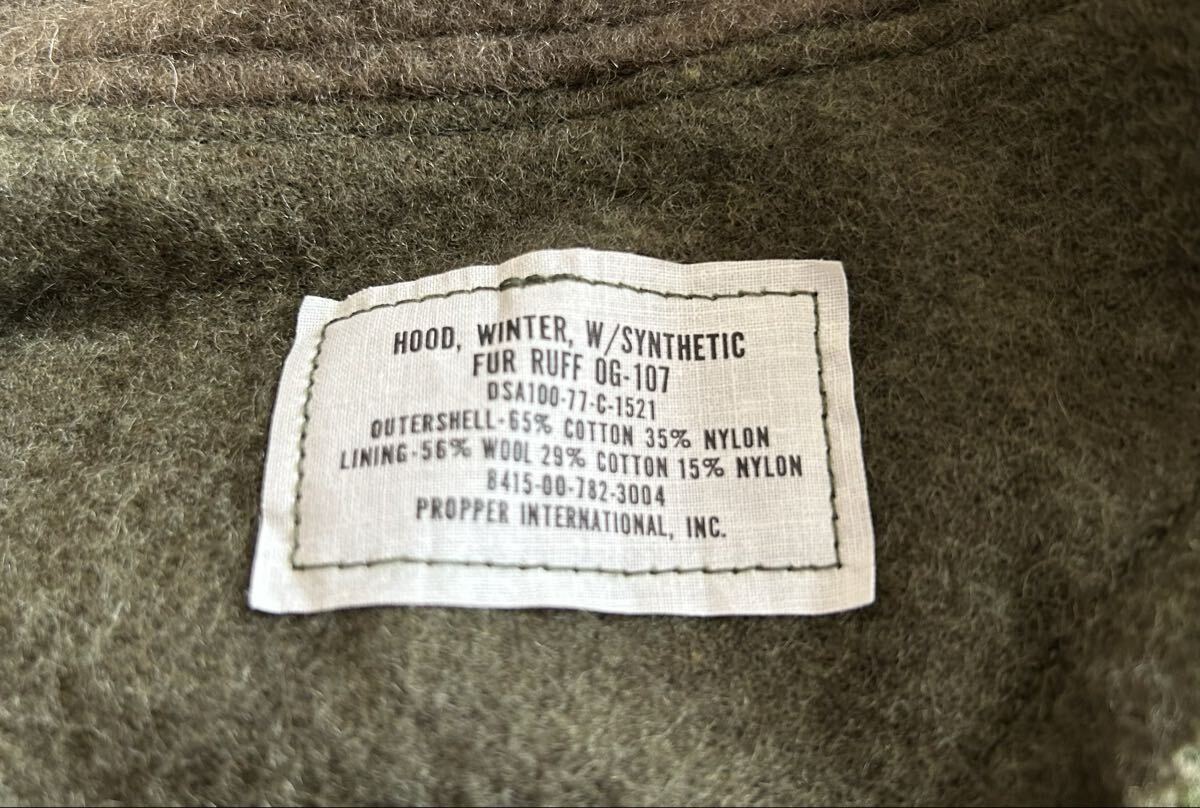 HOOD, WINTER, W/SYNTHETIC
FUR RUFF OG-107
DSA100-77-C-1521
OUTERSHELL-65% COTTON 35% NYLON
LINING-56% WOOL 29% COTTON 15% NYLON
8415-00-782-3004
PROPPER INTERNATIONAL, INC.